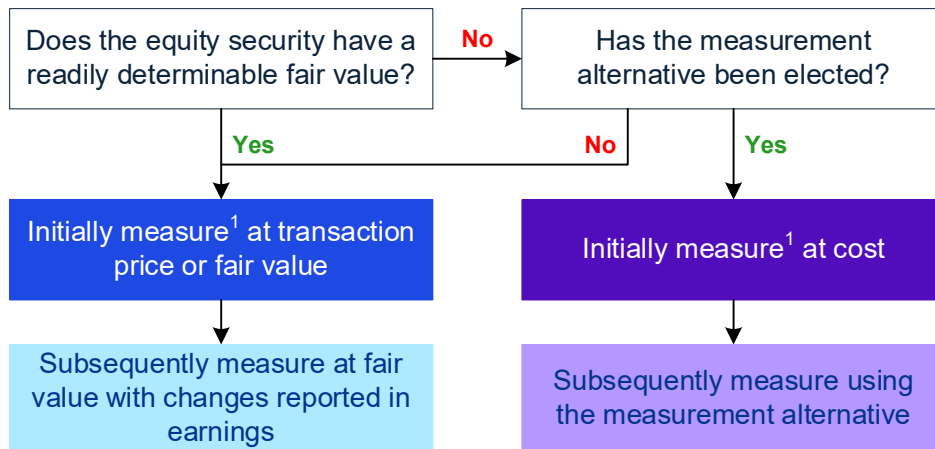 Does the equity security have a
readily determinable fair value?
No
Has the measurement
alternative been elected?
Yes
No
Yes
Initially measure¹ at transaction
price or fair value
Initially measure¹ at cost
Subsequently measure at fair
value with changes reported in
earnings
Subsequently measure using
the measurement alternative